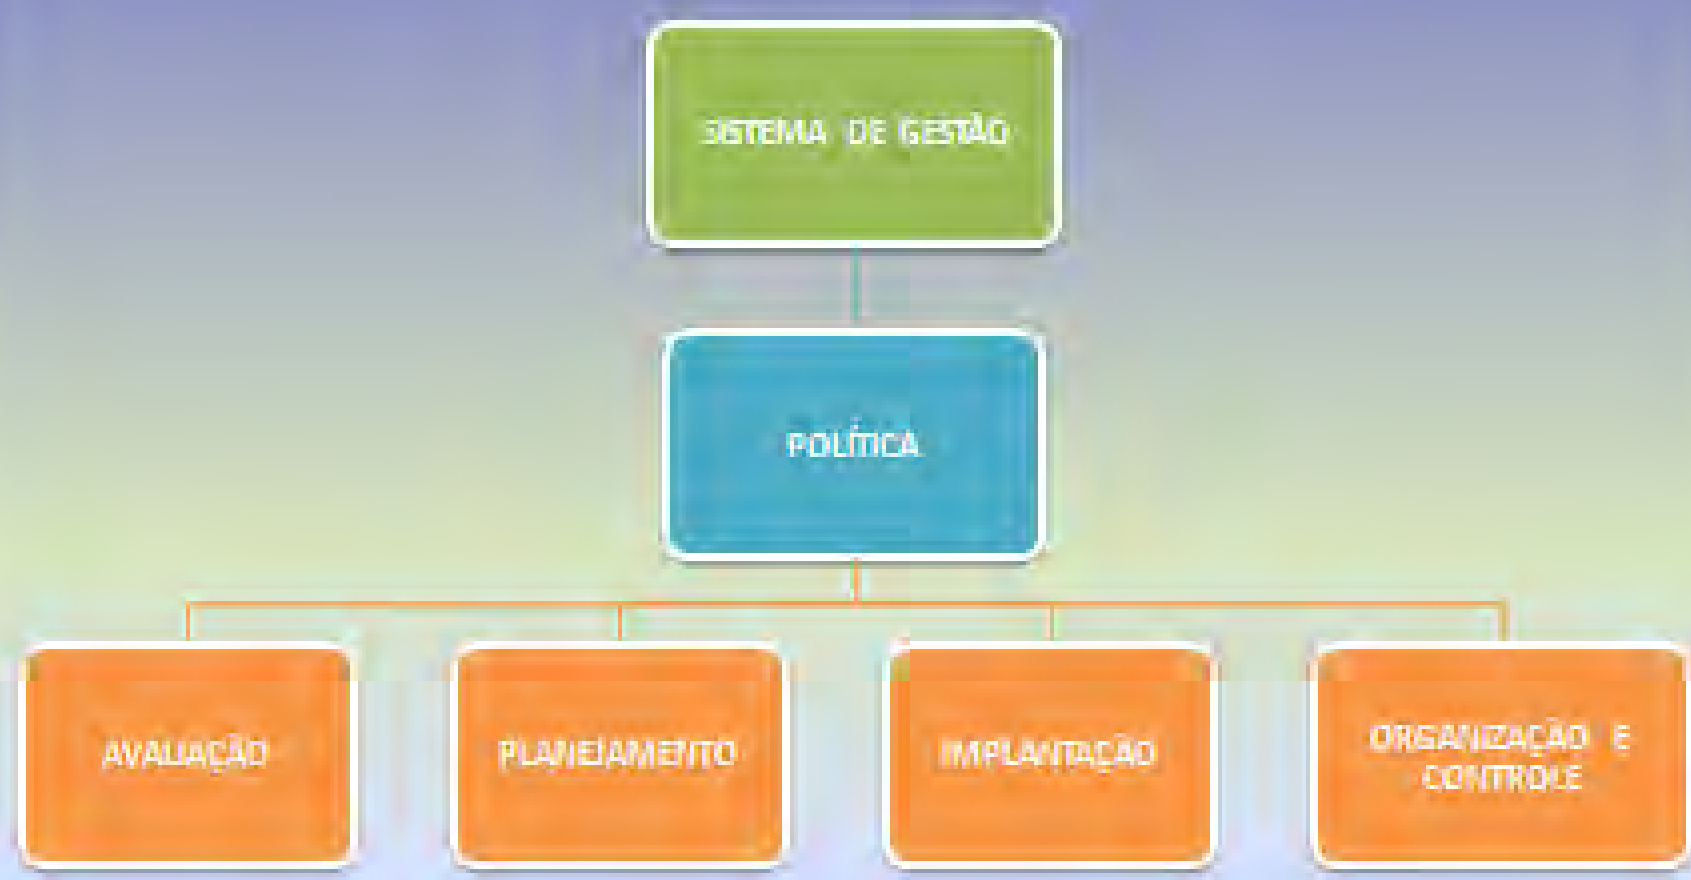 SISTEMA DE GESTÃO
POLÍTICA
AVALIAÇÃO
PLANEJAMENTO
IMPLANTAÇÃO
ORGANIZAÇÃO E
CONTROLE